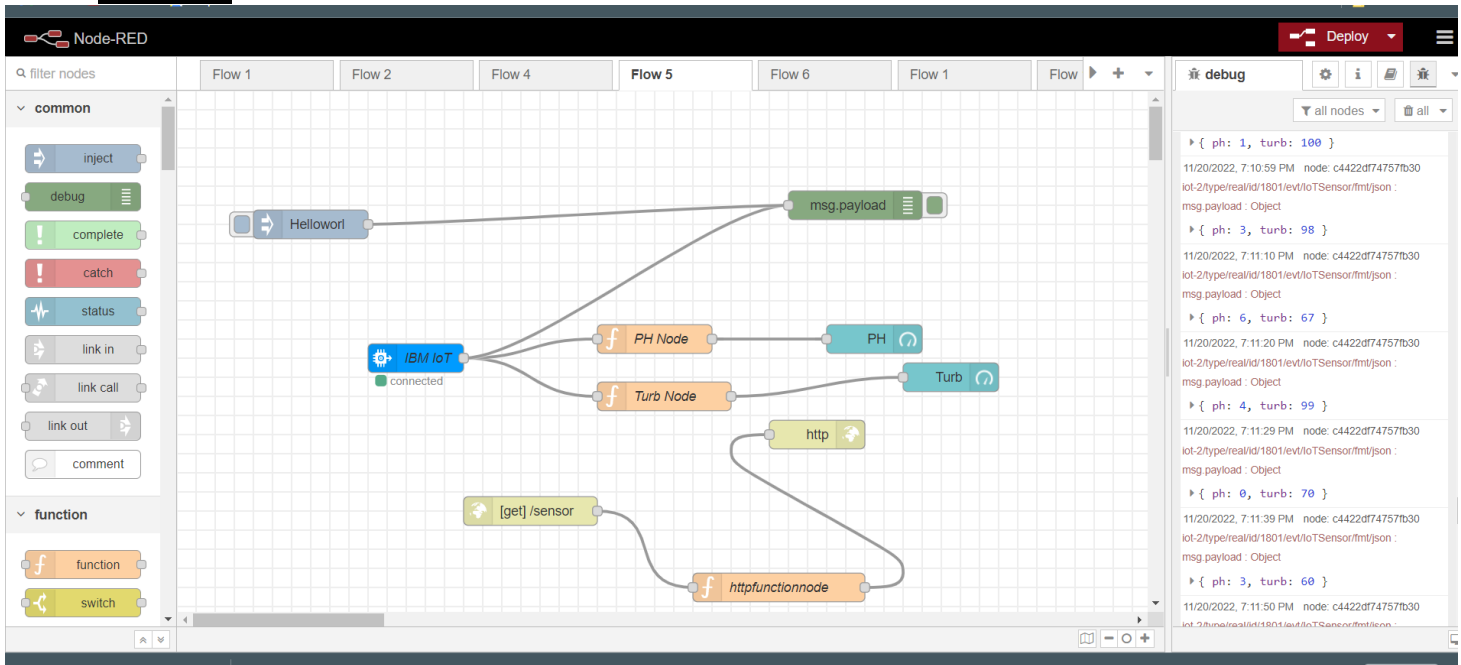 Node-RED
Deploy
filter nodes
Flow 1
Flow 2
Flow 4
Flow 5
Flow 6
Flow 1
Flow
debug
i
all nodes
all
common
inject
debug
complete
catch
status
link in
link call
link out
comment
function
function
switch
Helloworl
msg.payload
IBM IoT
connected
PH Node
PH
Turb Node
Turb
http
[get] /sensor
httpfunctionnode
{ ph: 1, turb: 100 }
11/20/2022, 7:10:59 PM node: c4422df74757fb30
iot-2/type/real/id/1801/evt/IoTSensor/fmt/json :
msg.payload : Object
{ ph: 3, turb: 98 }
11/20/2022, 7:11:10 PM node: c4422df74757fb30
iot-2/type/real/id/1801/evt/IoTSensor/fmt/json :
msg.payload : Object
{ ph: 6, turb: 67 }
11/20/2022, 7:11:20 PM node: c4422df74757fb30
iot-2/type/real/id/1801/evt/IoTSensor/fmt/json :
msg.payload : Object
{ ph: 4, turb: 99 }
11/20/2022, 7:11:29 PM node: c4422df74757fb30
iot-2/type/real/id/1801/evt/IoTSensor/fmt/json :
msg.payload : Object
{ ph: 0, turb: 70 }
11/20/2022, 7:11:39 PM node: c4422df74757fb30
iot-2/type/real/id/1801/evt/IoTSensor/fmt/json :
msg.payload : Object
{ ph: 3, turb: 60 }
11/20/2022, 7:11:50 PM node: c4422df74757fb30
iot-2/type/real/id/1801/evt/IoTSensor/fmt/json :